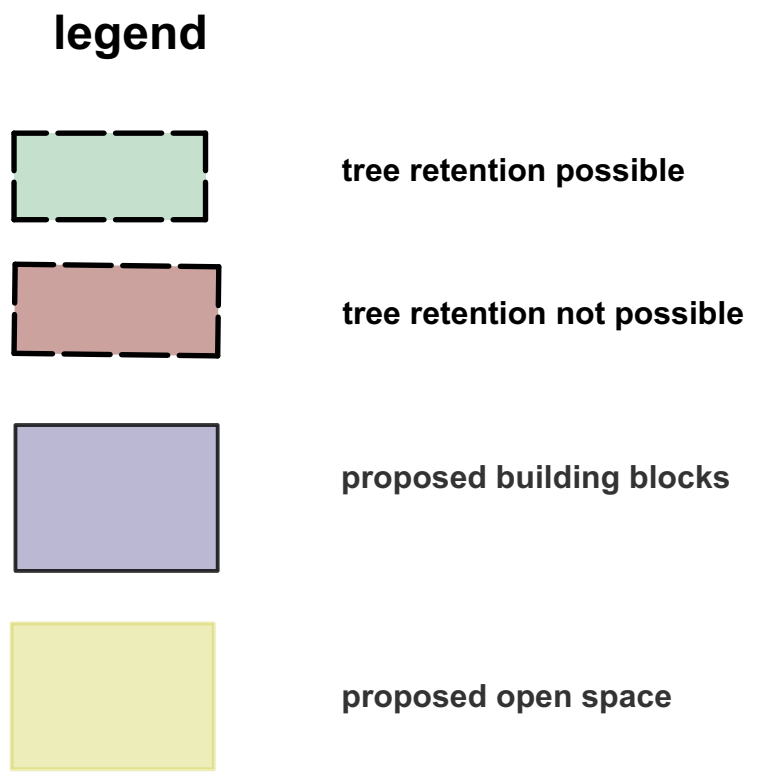 legend
tree retention possible
tree retention not possible
proposed building blocks
proposed open space